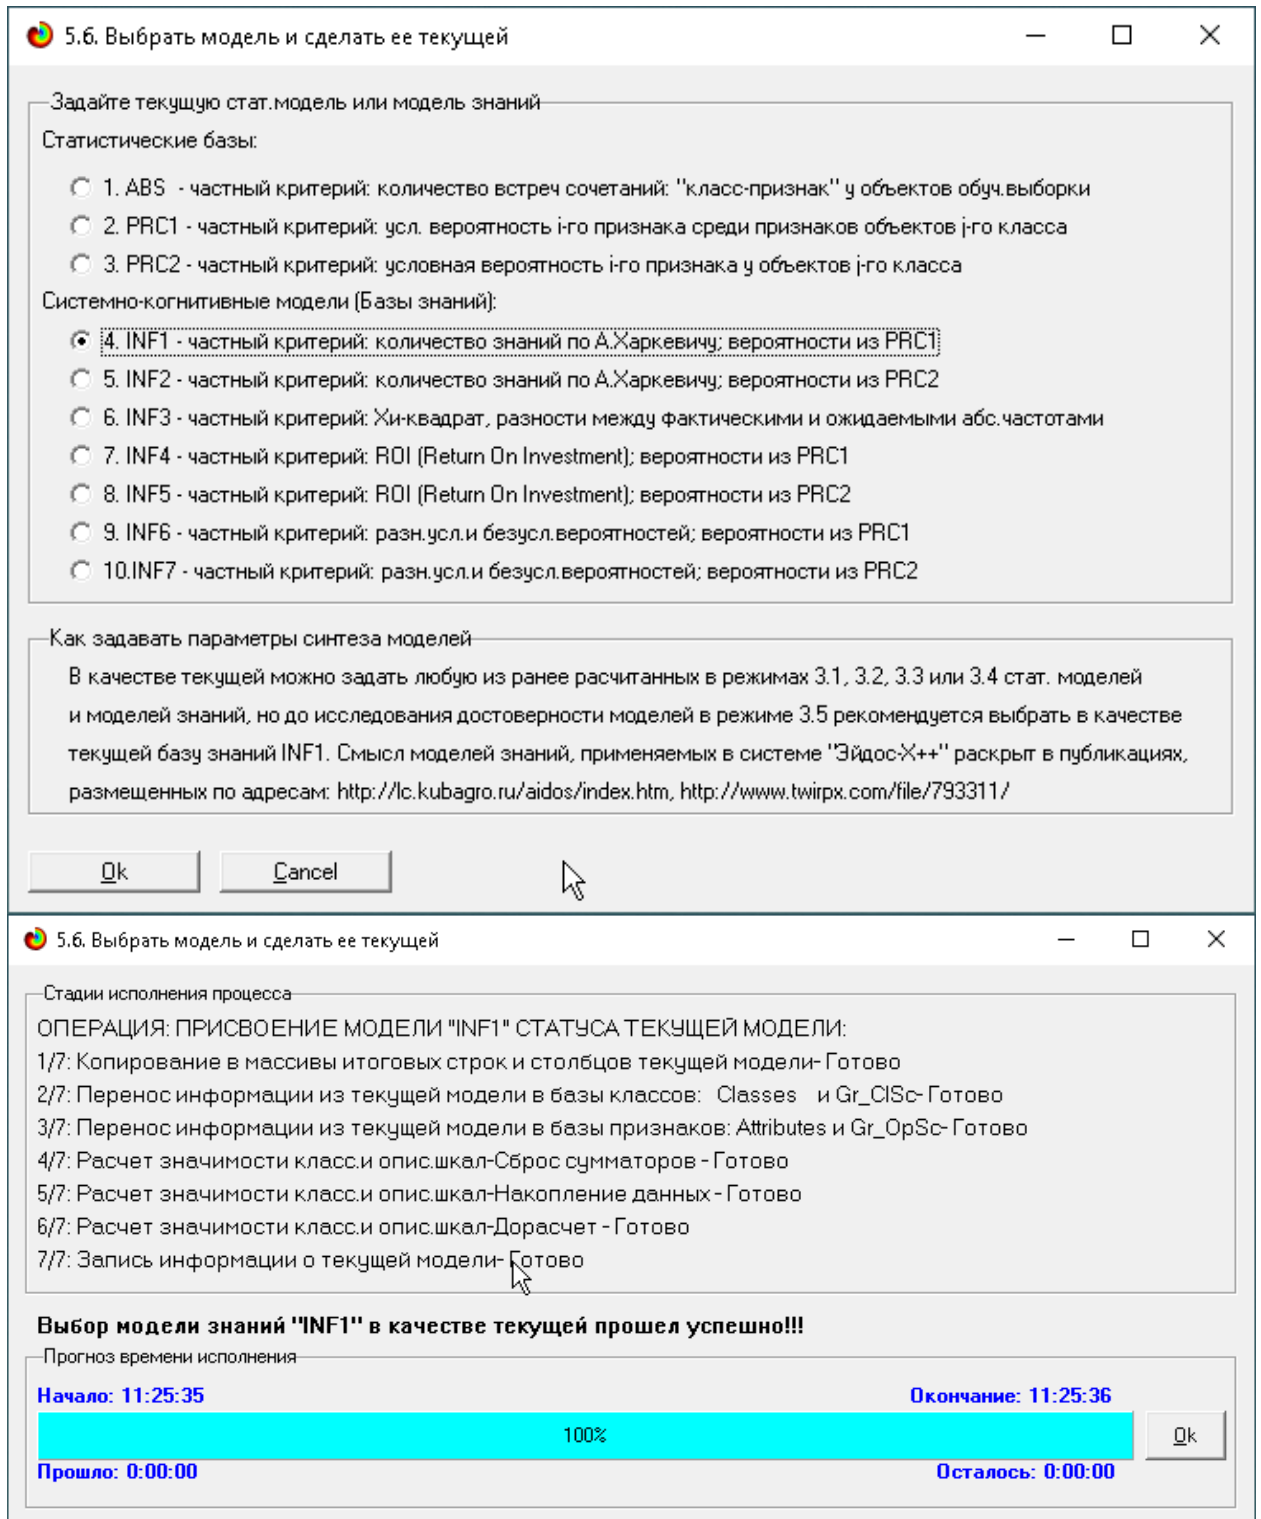 5.6. Выбрать модель и сделать ее текущей
Задайте текущую стат.модель или модель знаний
Статистические базы:
1. ABS - частный критерий: количество встреч сочетаний: "класс-признак" у объектов обуч.выборки
2. PRC1 - частный критерий: усл. вероятность i-го признака среди признаков объектов j-го класса
3. PRC2 - частный критерий: условная вероятность i-го признака у объектов j-го класса
Системно-когнитивные модели (Базы знаний):
4. INF1 - частный критерий: количество знаний по А.Харкевичу; вероятности из PRC1
5. INF2 - частный критерий: количество знаний по А.Харкевичу; вероятности из PRC2
6. INF3 - частный критерий: Хи-квадрат, разности между фактическими и ожидаемыми абс.частотами
7. INF4 - частный критерий: ROI (Return On Investment); вероятности из PRC1
8. INF5 - частный критерий: ROI (Return On Investment); вероятности из PRC2
9. INF6 - частный критерий: разн.усл.и безусл.вероятностей; вероятности из PRC1
10.INF7 - частный критерий: разн.усл.и безусл.вероятностей; вероятности из PRC2
Как задавать параметры синтеза моделей
В качестве текущей можно задать любую из ранее расчитанных в режимах 3.1, 3.2, 3.3 или 3.4 стат. моделей
и моделей знаний, но до исследования достоверности моделей в режиме 3.5 рекомендуется выбрать в качестве
текущей базу знаний INF1. Смысл моделей знаний, применяемых в системе "Эйдос-X++" раскрыт в публикациях,
размещенных по адресам: http://lc.kubagro.ru/aidos/index.htm, http://www.twirpx.com/file/793311/
Ok Cancel
5.6. Выбрать модель и сделать ее текущей
Стадии исполнения процесса
ОПЕРАЦИЯ: ПРИСВОЕНИЕ МОДЕЛИ "INF1" СТАТУСА ТЕКУЩЕЙ МОДЕЛИ:
1/7: Копирование в массивы итоговых строк и столбцов текущей модели- Готово
2/7: Перенос информации из текущей модели в базы классов: Classes и Gr_ClSc- Готово
3/7: Перенос информации из текущей модели в базы признаков: Attributes и Gr_OpSc- Готово
4/7: Расчет значимости класс.и опис.шкал-Сброс сумматоров - Готово
5/7: Расчет значимости класс.и опис.шкал-Накопление данных - Готово
6/7: Расчет значимости класс.и опис.шкал-Дорасчет - Готово
7/7: Запись информации о текущей модели- Готово
Выбор модели знаний "INF1" в качестве текущей прошел успешно!!!
Прогноз времени исполнения
Начало: 11:25:35 Окончание: 11:25:36
100% Ok
Прошло: 0:00:00 Осталось: 0:00:00